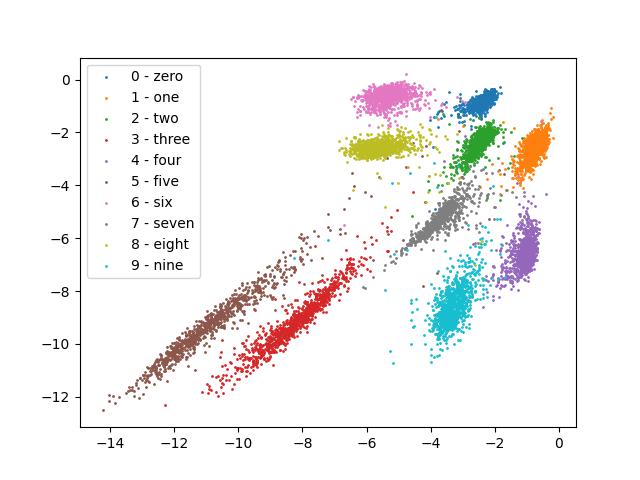 0 - zero
1 - one
2 - two
3 - three
4 - four
5 - five
6 - six
7 - seven
8 - eight
9 - nine
0
−2
−4
−6
−8
−10
−12
−14
−12
−10
−8
−6
−4
−2
0